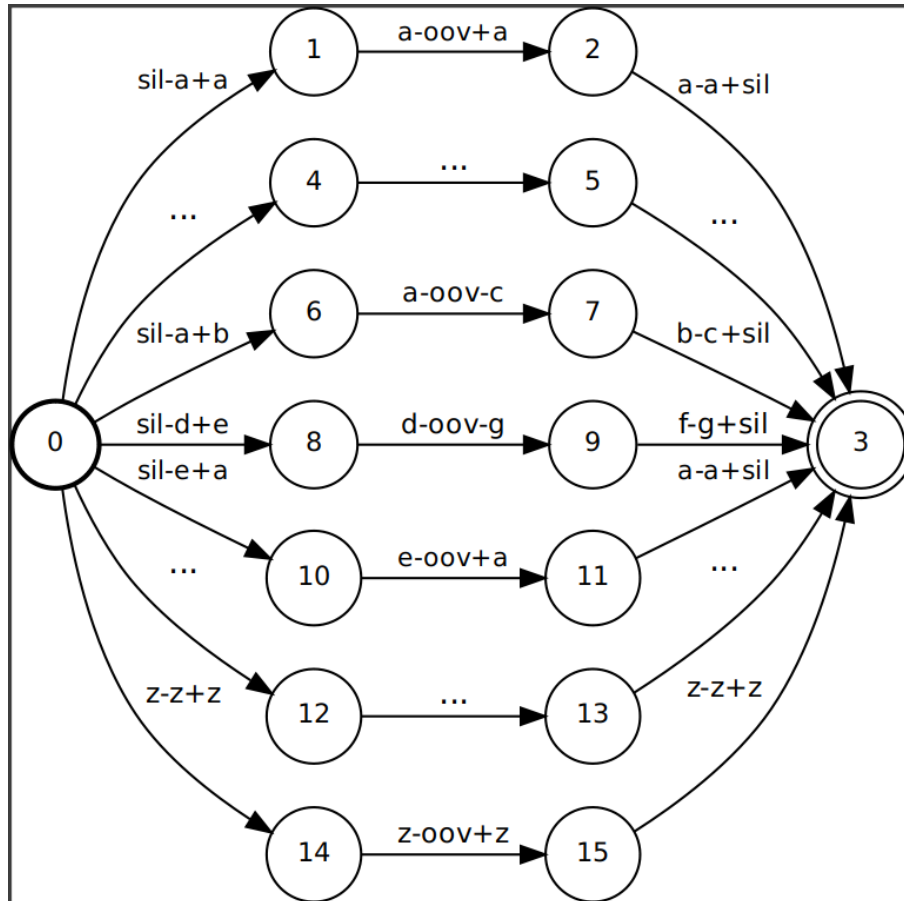 1 a-oov+a 2
sil-a+a a-a+sil
4 ... 5
... ...
6 a-oov-c 7
sil-a+b b-c+sil
0 sil-d+e 8 d-oov-g 9 f-g+sil 3
sil-e+a a-a+sil
10 e-oov+a 11
... ...
12 ... 13
z-z+z z-z+z
14 z-oov+z 15